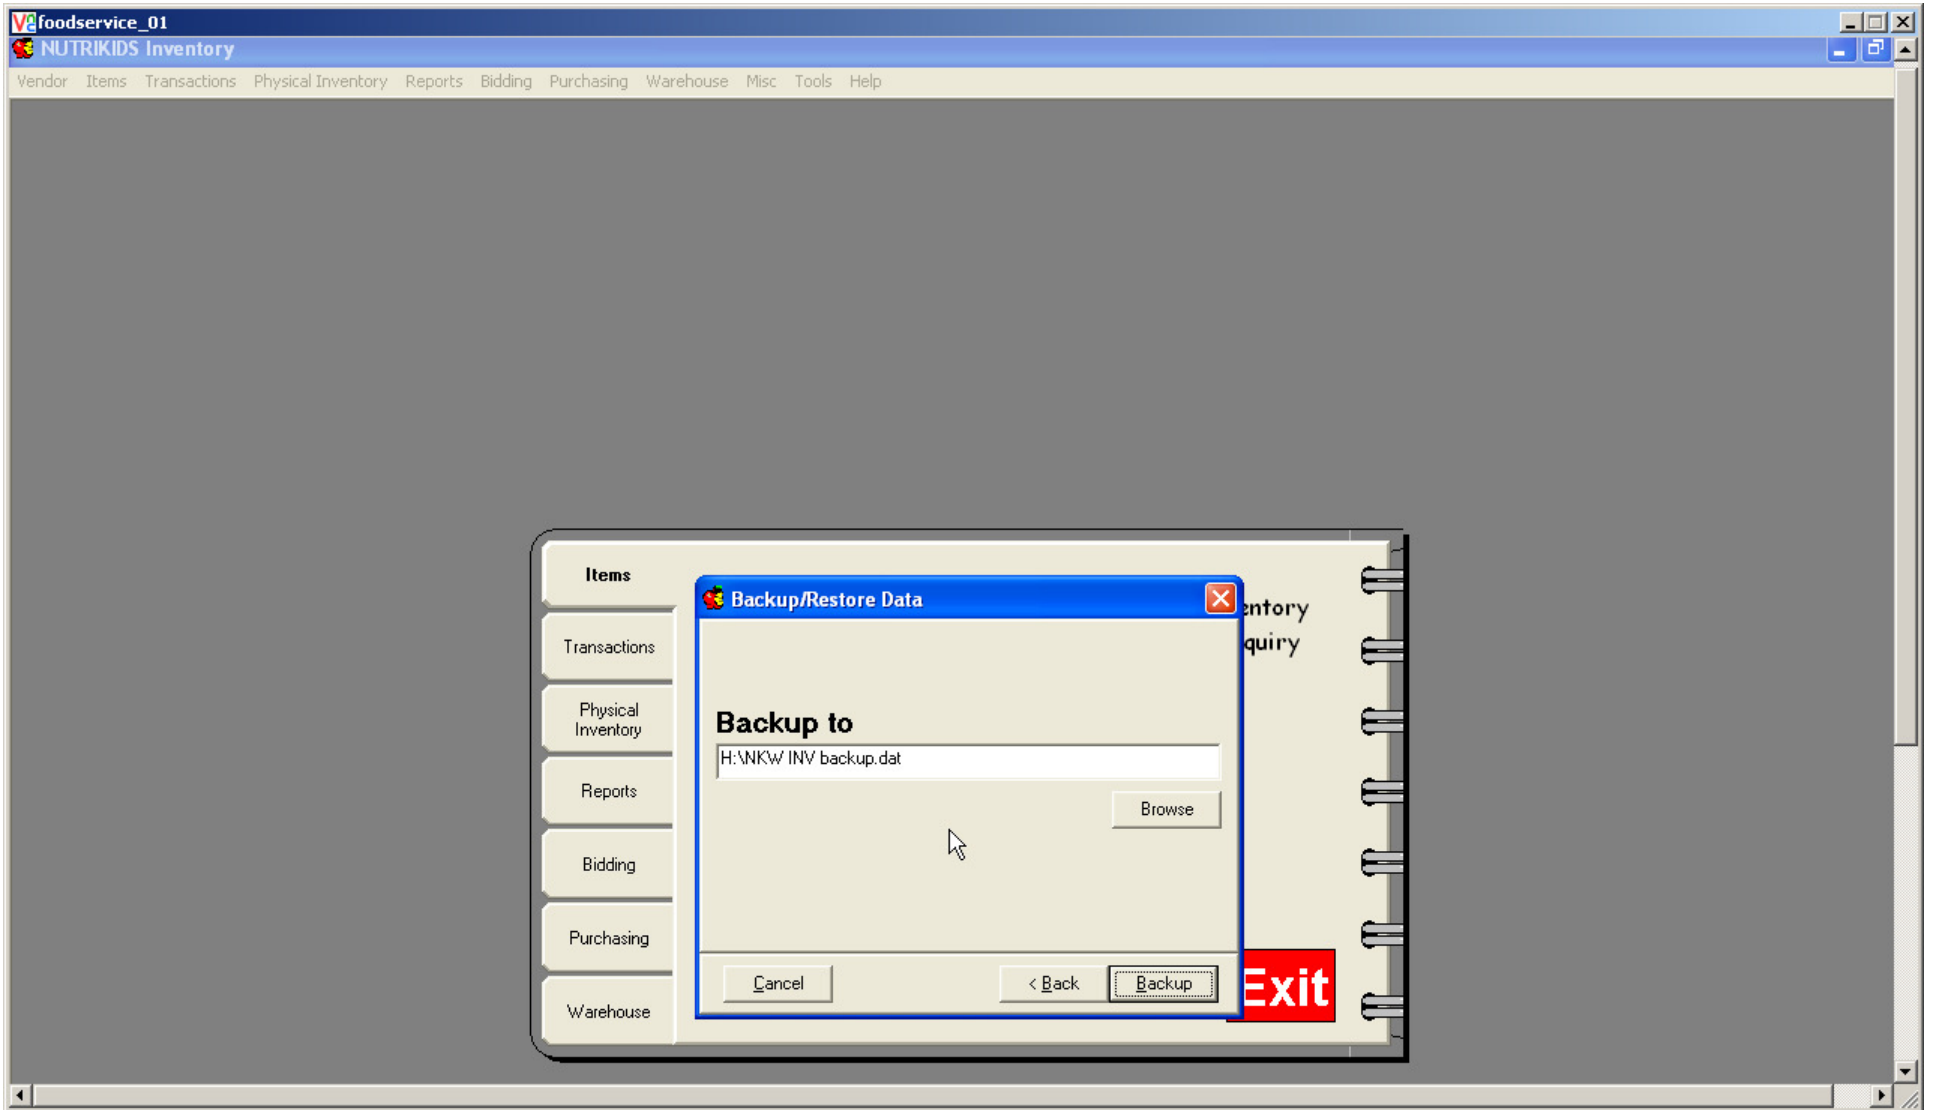 foodservice_01
NUTRIKIDS Inventory
Vendor Items Transactions Physical Inventory Reports Bidding Purchasing Warehouse Misc Tools Help
Items
Transactions
Physical
Inventory
Reports
Bidding
Purchasing
Warehouse
Backup/Restore Data
Backup to
H:\NKW INV backup.dat
Browse
Cancel
< Back
Backup
entory
quiry
Exit